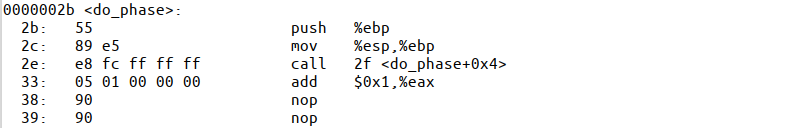 0000002b <do_phase>:
  2b:	55                   	push   %ebp
  2c:	89 e5                	mov    %esp,%ebp
  2e:	e8 fc ff ff ff       	call   2f <do_phase+0x4>
  33:	05 01 00 00 00       	add    $0x1,%eax
  38:	90                   	nop
  39:	90                   	nop